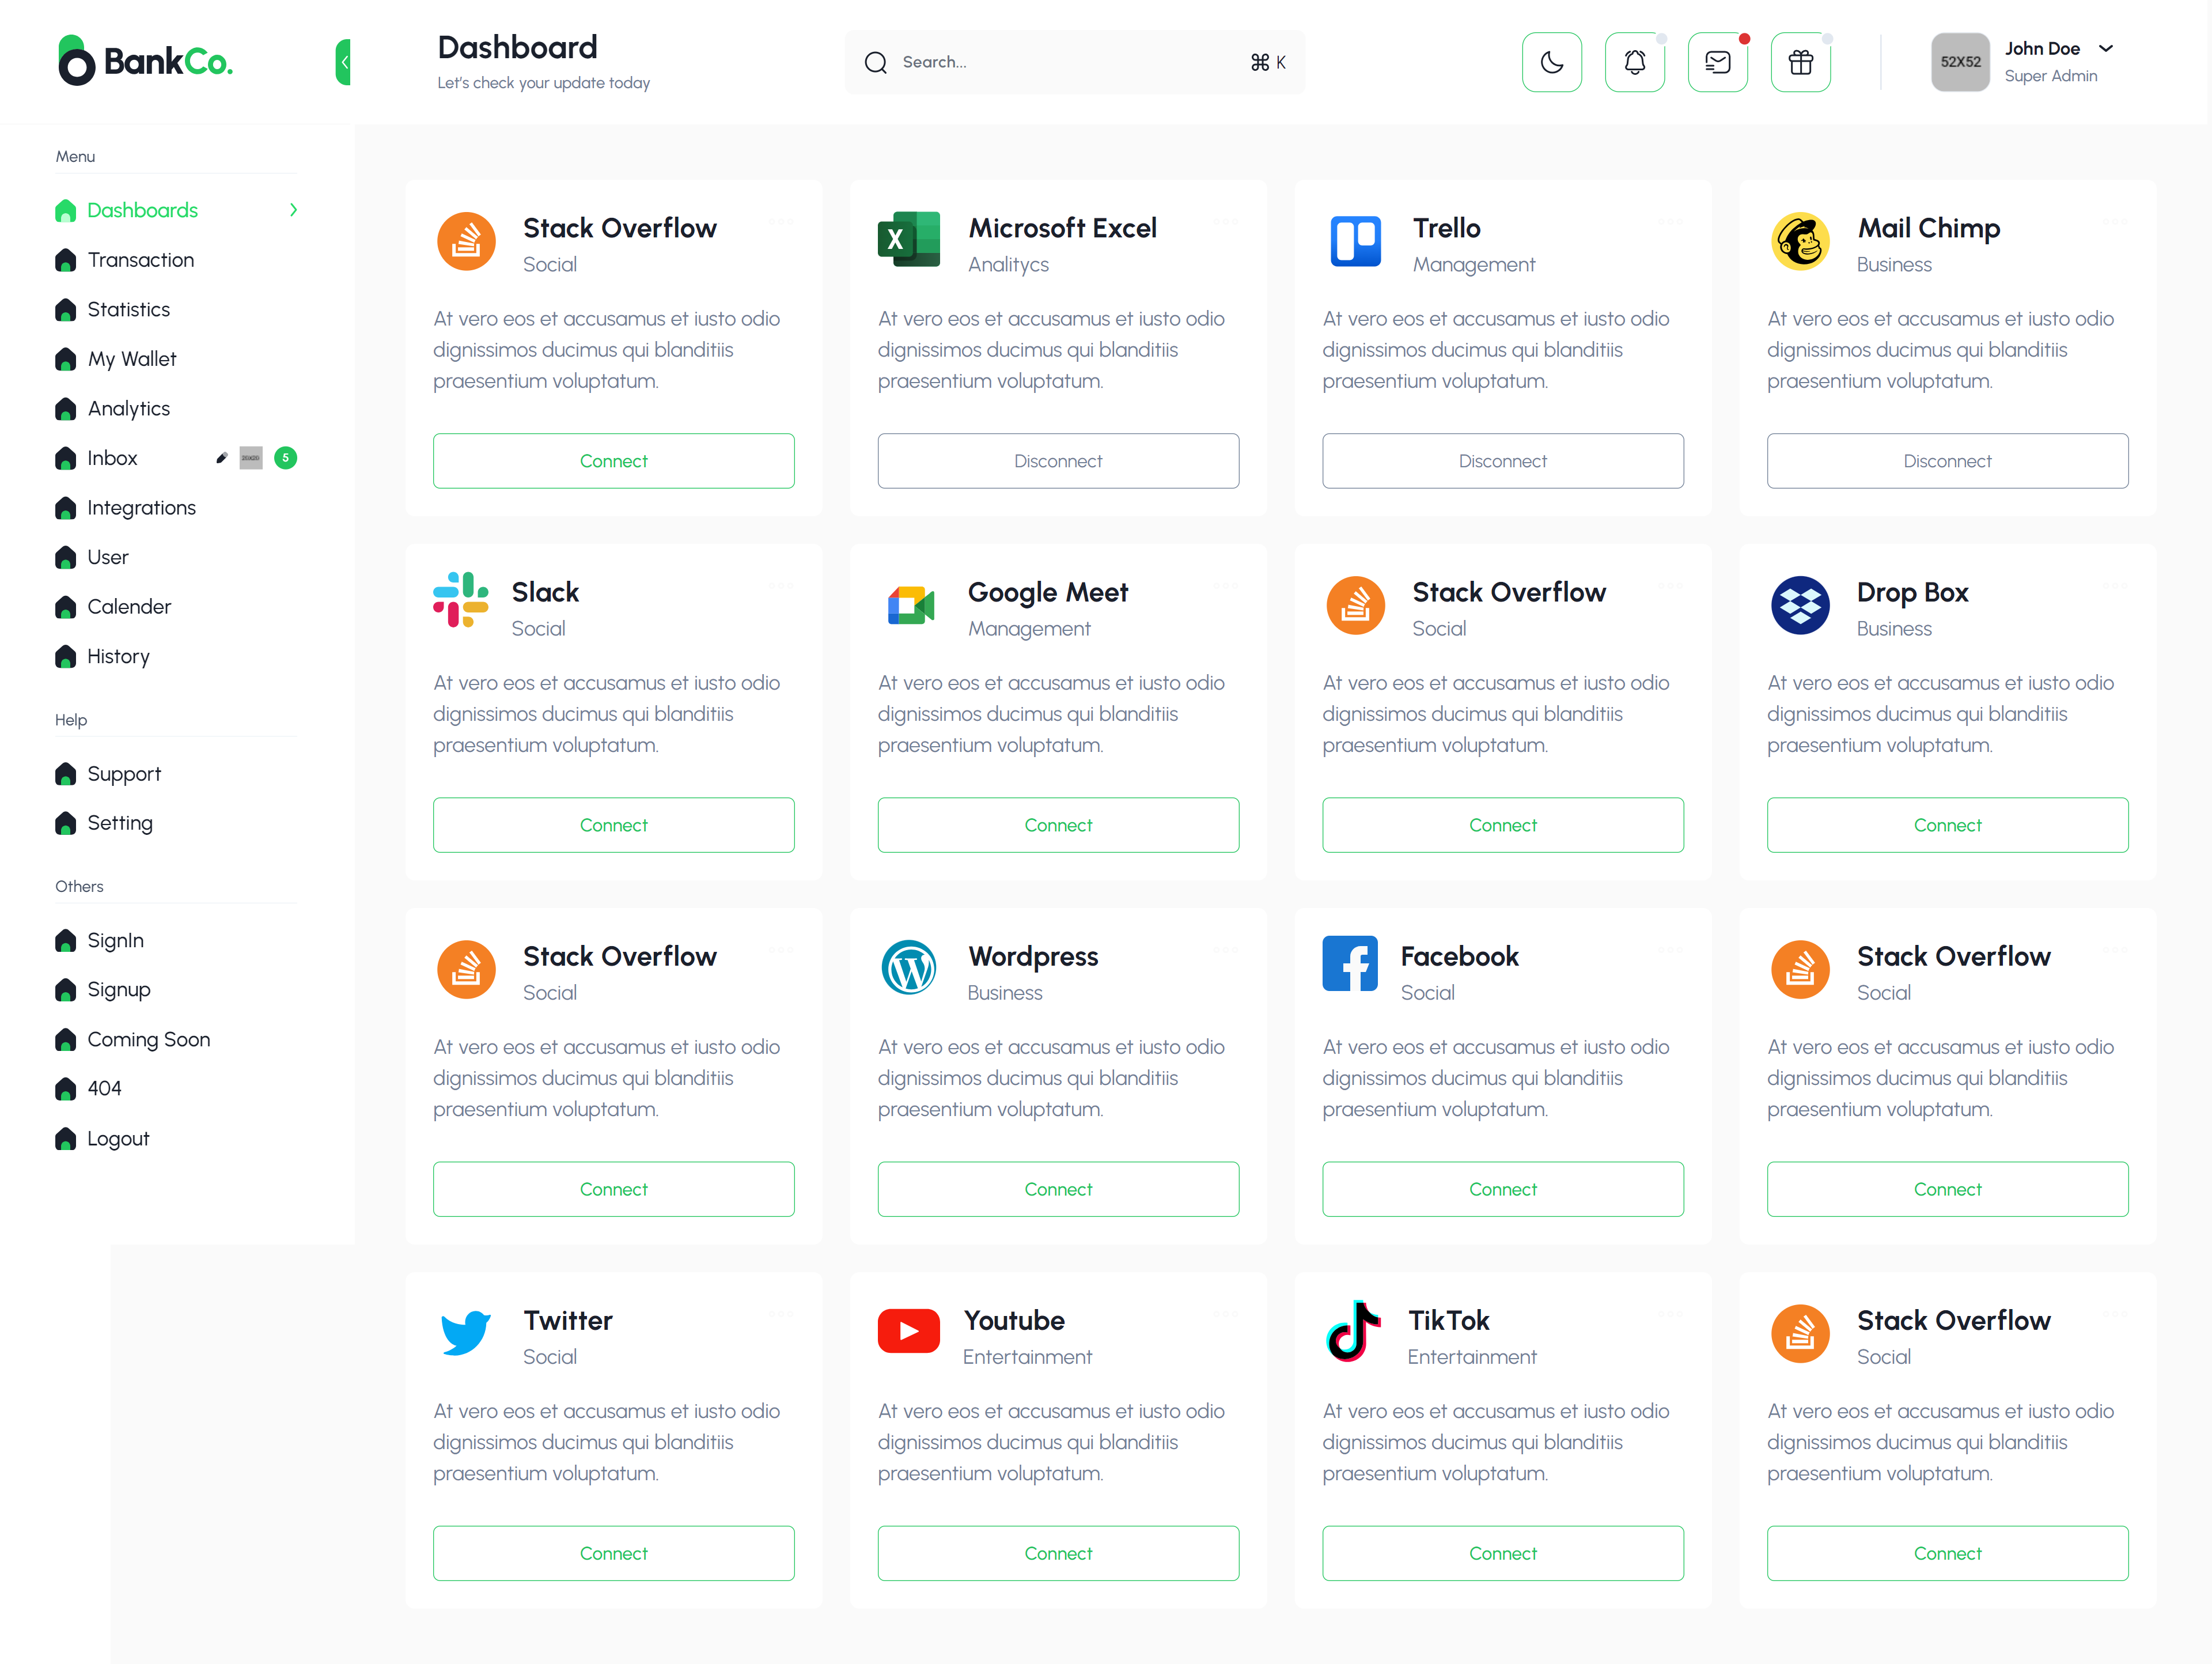 BankCo.
Dashboard
Let's check your update today
Search...
⌘ K
52X52
John Doe
Super Admin
Menu
Dashboards
Transaction
Statistics
My Wallet
Analytics
Inbox
5
Integrations
User
Calender
History
Help
Support
Setting
Others
SignIn
Signup
Coming Soon
404
Logout
Stack Overflow
Social
At vero eos et accusamus et iusto odio
dignissimos ducimus qui blanditiis
praesentium voluptatum.
Connect
X
Microsoft Excel
Analitycs
At vero eos et accusamus et iusto odio
dignissimos ducimus qui blanditiis
praesentium voluptatum.
Disconnect
Trello
Management
At vero eos et accusamus et iusto odio
dignissimos ducimus qui blanditiis
praesentium voluptatum.
Disconnect
Mail Chimp
Business
At vero eos et accusamus et iusto odio
dignissimos ducimus qui blanditiis
praesentium voluptatum.
Disconnect
Slack
Social
At vero eos et accusamus et iusto odio
dignissimos ducimus qui blanditiis
praesentium voluptatum.
Connect
Google Meet
Management
At vero eos et accusamus et iusto odio
dignissimos ducimus qui blanditiis
praesentium voluptatum.
Connect
Stack Overflow
Social
At vero eos et accusamus et iusto odio
dignissimos ducimus qui blanditiis
praesentium voluptatum.
Connect
Drop Box
Business
At vero eos et accusamus et iusto odio
dignissimos ducimus qui blanditiis
praesentium voluptatum.
Connect
Stack Overflow
Social
At vero eos et accusamus et iusto odio
dignissimos ducimus qui blanditiis
praesentium voluptatum.
Connect
Wordpress
Business
At vero eos et accusamus et iusto odio
dignissimos ducimus qui blanditiis
praesentium voluptatum.
Connect
Facebook
Social
At vero eos et accusamus et iusto odio
dignissimos ducimus qui blanditiis
praesentium voluptatum.
Connect
Stack Overflow
Social
At vero eos et accusamus et iusto odio
dignissimos ducimus qui blanditiis
praesentium voluptatum.
Connect
Twitter
Social
At vero eos et accusamus et iusto odio
dignissimos ducimus qui blanditiis
praesentium voluptatum.
Connect
Youtube
Entertainment
At vero eos et accusamus et iusto odio
dignissimos ducimus qui blanditiis
praesentium voluptatum.
Connect
TikTok
Entertainment
At vero eos et accusamus et iusto odio
dignissimos ducimus qui blanditiis
praesentium voluptatum.
Connect
Stack Overflow
Social
At vero eos et accusamus et iusto odio
dignissimos ducimus qui blanditiis
praesentium voluptatum.
Connect